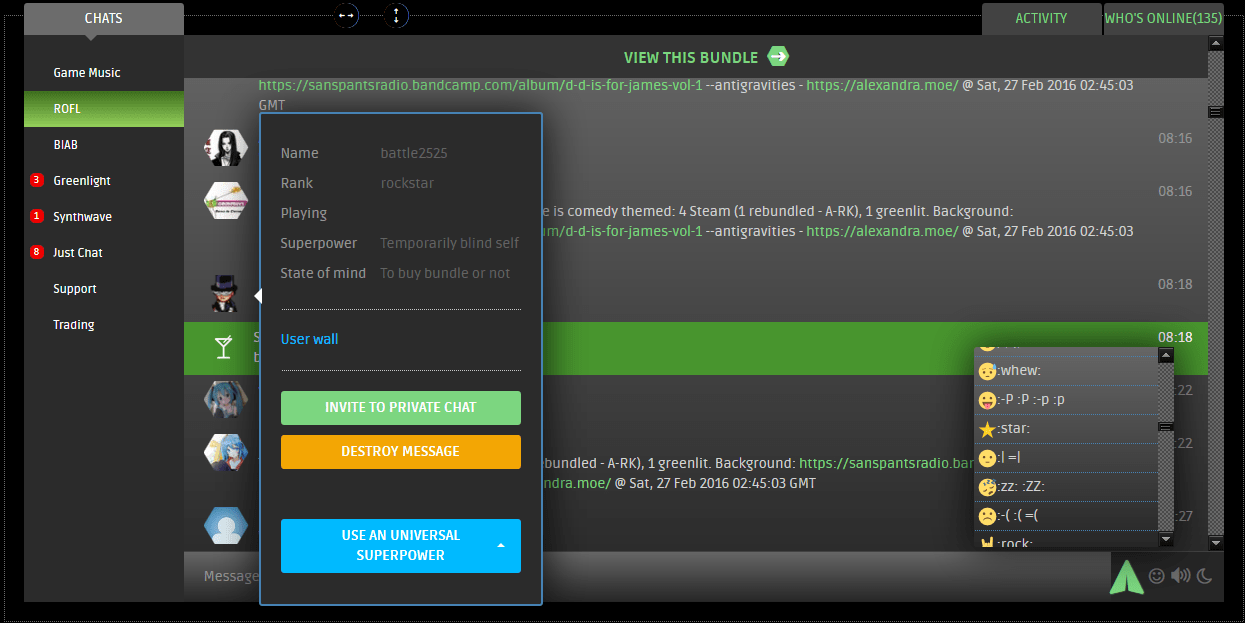 CHATS
ACTIVITY
WHO'S ONLINE(135)
Game Music
ROFL
BIAB
3 Greenlight
1 Synthwave
8 Just Chat
Support
Trading
VIEW THIS BUNDLE
https://sanspantsradio.bandcamp.com/album/d-d-is-for-james-vol-1 --antigravities - https://alexandra.moe/ @ Sat, 27 Feb 2016 02:45:03
GMT
08:16
08:16
e is comedy themed: 4 Steam (1 rebundled - A-RK), 1 greenlit. Background:
um/d-d-is-for-james-vol-1 --antigravities - https://alexandra.moe/ @ Sat, 27 Feb 2016 02:45:03
08:18
S
b
08:18
:22
:22
ebundled - A-RK), 1 greenlit. Background: https://sanspantsradio.ban
ndra.moe/ @ Sat, 27 Feb 2016 02:45:03 GMT
:27
Name battle2525
Rank rockstar
Playing
Superpower Temporarily blind self
State of mind To buy bundle or not
User wall
INVITE TO PRIVATE CHAT
DESTROY MESSAGE
USE AN UNIVERSAL
SUPERPOWER
:whew:
:-P :P :-p :p
:star:
:| =|
:zz: :ZZ:
:-( :( =(
:rock:
Message